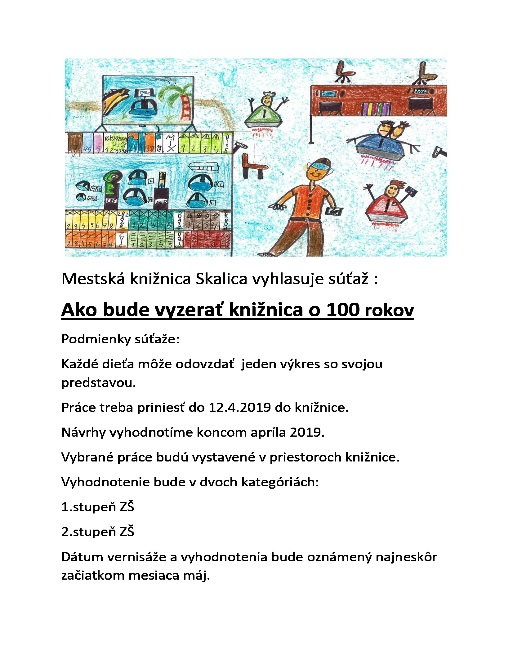 Mestská knižnica Skalica vyhlasuje súťaž :
Ako bude vyzerať knižnica o 100 rokov
Podmienky súťaže:
Každé dieťa môže odovzdať jeden výkres so svojou
predstavou.
Práce treba priniesť do 12.4.2019 do knižnice.
Návrhy vyhodnotíme koncom apríla 2019.
Vybrané práce budú vystavené v priestoroch knižnice.
Vyhodnotenie bude v dvoch kategóriách:
1.stupeň ZŠ
2.stupeň ZŠ
Dátum vernisáže a vyhodnotenia bude oznámený najneskôr
začiatkom mesiaca máj.